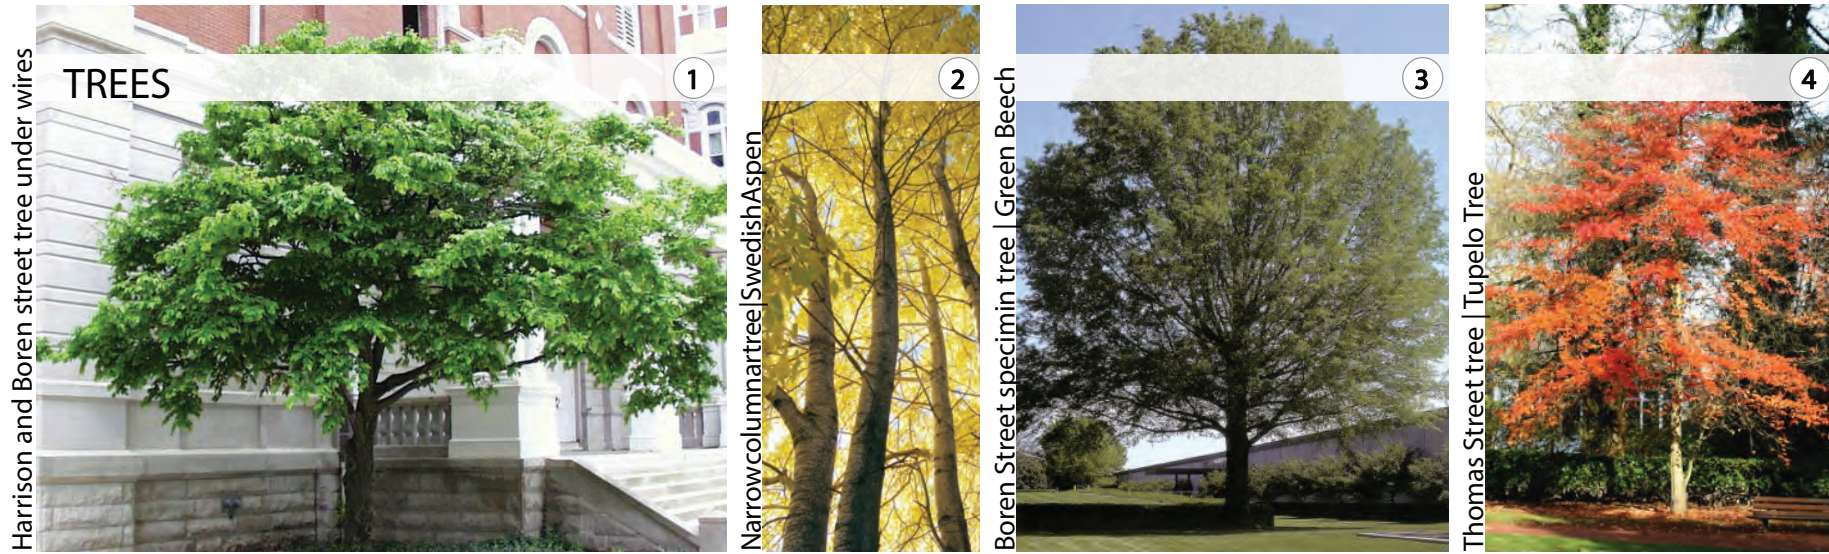 Harrison and Boren street tree under wires
TREES
1
Narrowcolumnartree|SwedishAspen
2
Boren Street specimin tree | Green Beech
3
Thomas Street tree | Tupelo Tree
4